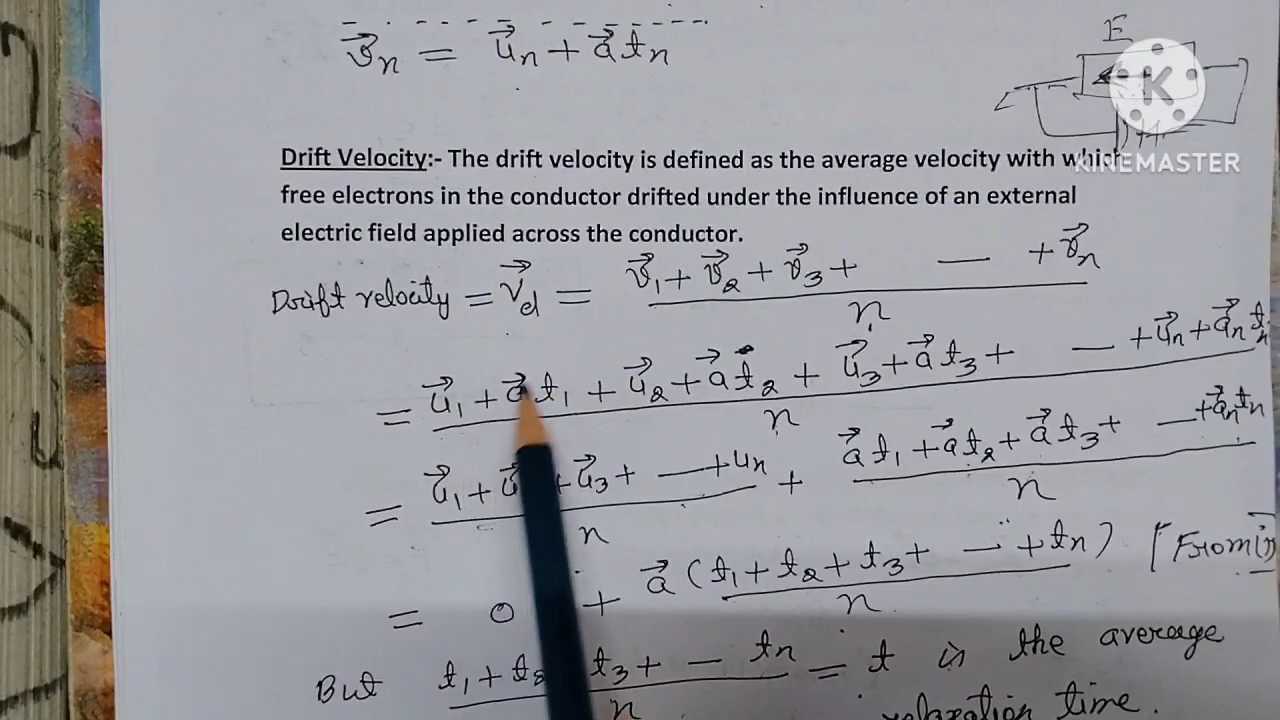 v⃗n = u⃗n + a⃗tn
E
K
KINEMASTER
Drift Velocity:- The drift velocity is defined as the average velocity with which
free electrons in the conductor drifted under the influence of an external
electric field applied across the conductor.
Drift velocity = V⃗d = (v⃗1 + v⃗2 + v⃗3 + — + v⃗n) / n
= (u⃗1 + a⃗t1 + u⃗2 + a⃗t2 + u⃗3 + a⃗t3 + — + u⃗n + a⃗ntn) / n
= (u⃗1 + u⃗ + u⃗3 + — + un) / n + (a⃗t1 + a⃗t2 + a⃗t3 + — + a⃗ntn) / n
= 0 + a⃗ (t1 + t2 + t3 + — + tn) / n [From(i)
But (t1 + t2 t3 + — tn) / n = t is the average
relaxation time.